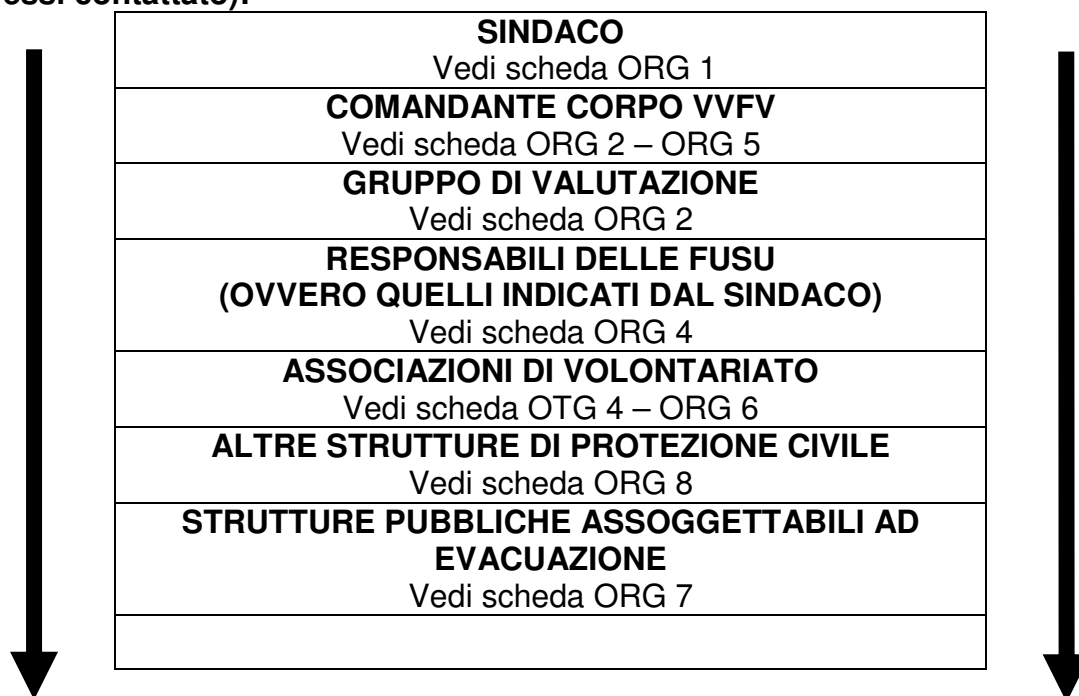 contattato).
SINDACO
Vedi scheda ORG 1
COMANDANTE CORPO VVFV
Vedi scheda ORG 2 – ORG 5
GRUPPO DI VALUTAZIONE
Vedi scheda ORG 2
RESPONSABILI DELLE FUSU
(OVVERO QUELLI INDICATI DAL SINDACO)
Vedi scheda ORG 4
ASSOCIAZIONI DI VOLONTARIATO
Vedi scheda OTG 4 – ORG 6
ALTRE STRUTTURE DI PROTEZIONE CIVILE
Vedi scheda ORG 8
STRUTTURE PUBBLICHE ASSOGGETTABILI AD
EVACUAZIONE
Vedi scheda ORG 7